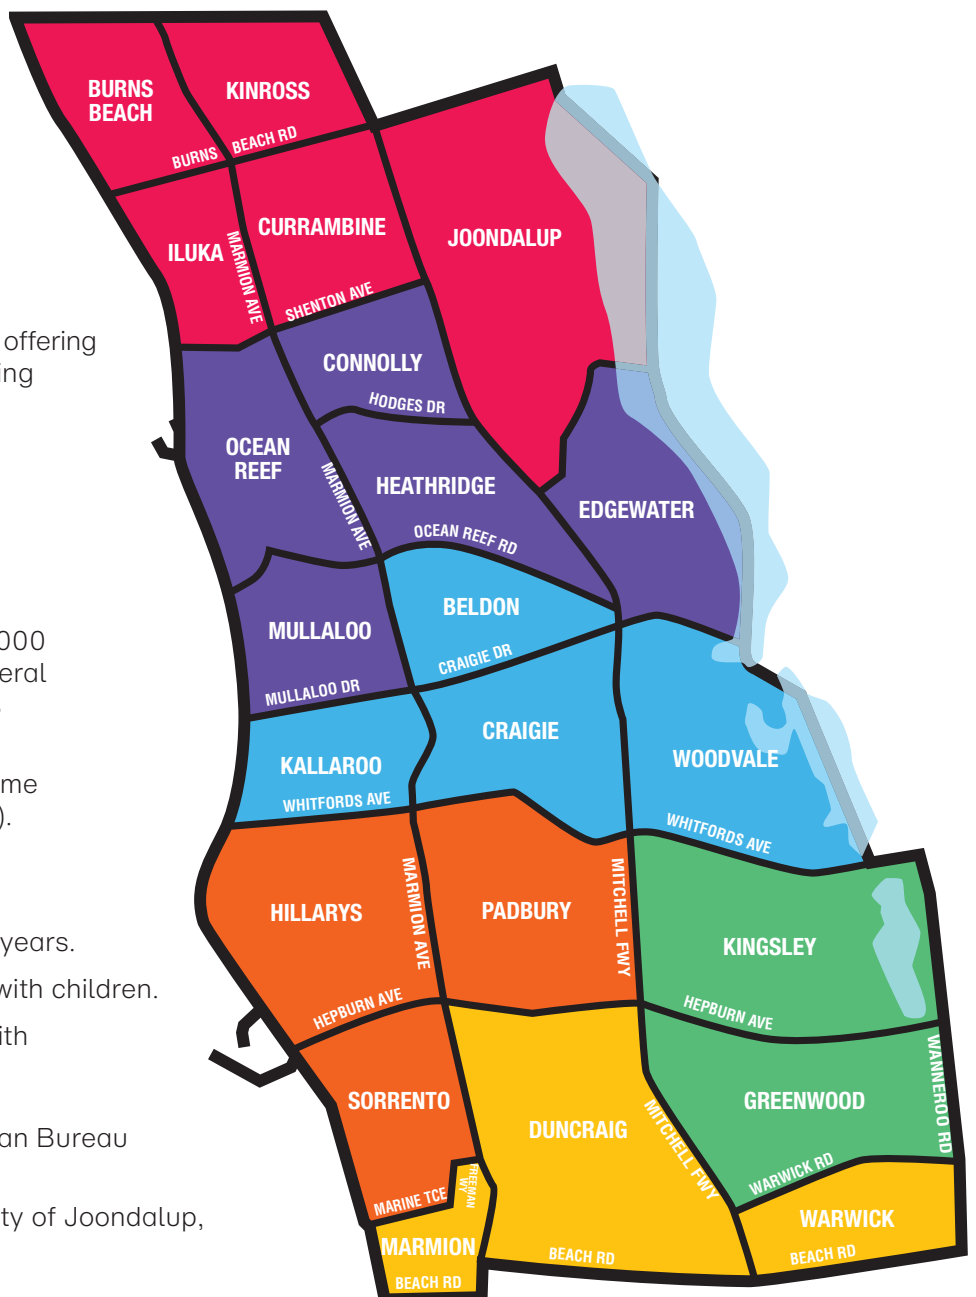 BURNS
BEACH
KINROSS
BURNS
BEACH RD
ILUKA
MARMION AVE
CURRAMBINE
JOONDALUP
SHENTON AVE
offering
ing
CONNOLLY
HODGES DR
OCEAN
REEF
MARMION AVE
HEATHRIDGE
EDGEWATER
OCEAN REEF RD
BELDON
MULLALOO
000
eral
CRAIGIE DR
MULLALOO DR
CRAIGIE
KALLAROO
WOODVALE
me
WHITFORDS AVE
).
WHITFORDS AVE
HILLARYS
MARMION AVE
PADBURY
MITCHELL FWY
KINGSLEY
years.
with children.
HEPBURN AVE
HEPBURN AVE
ith
SORRENTO
GREENWOOD
WANNEROO RD
DUNCRAIG
MITCHELL FWY
an Bureau
WARWICK RD
FREEMAN
WY
MARINE TCE
ty of Joondalup,
WARWICK
MARMION
BEACH RD
BEACH RD
BEACH RD